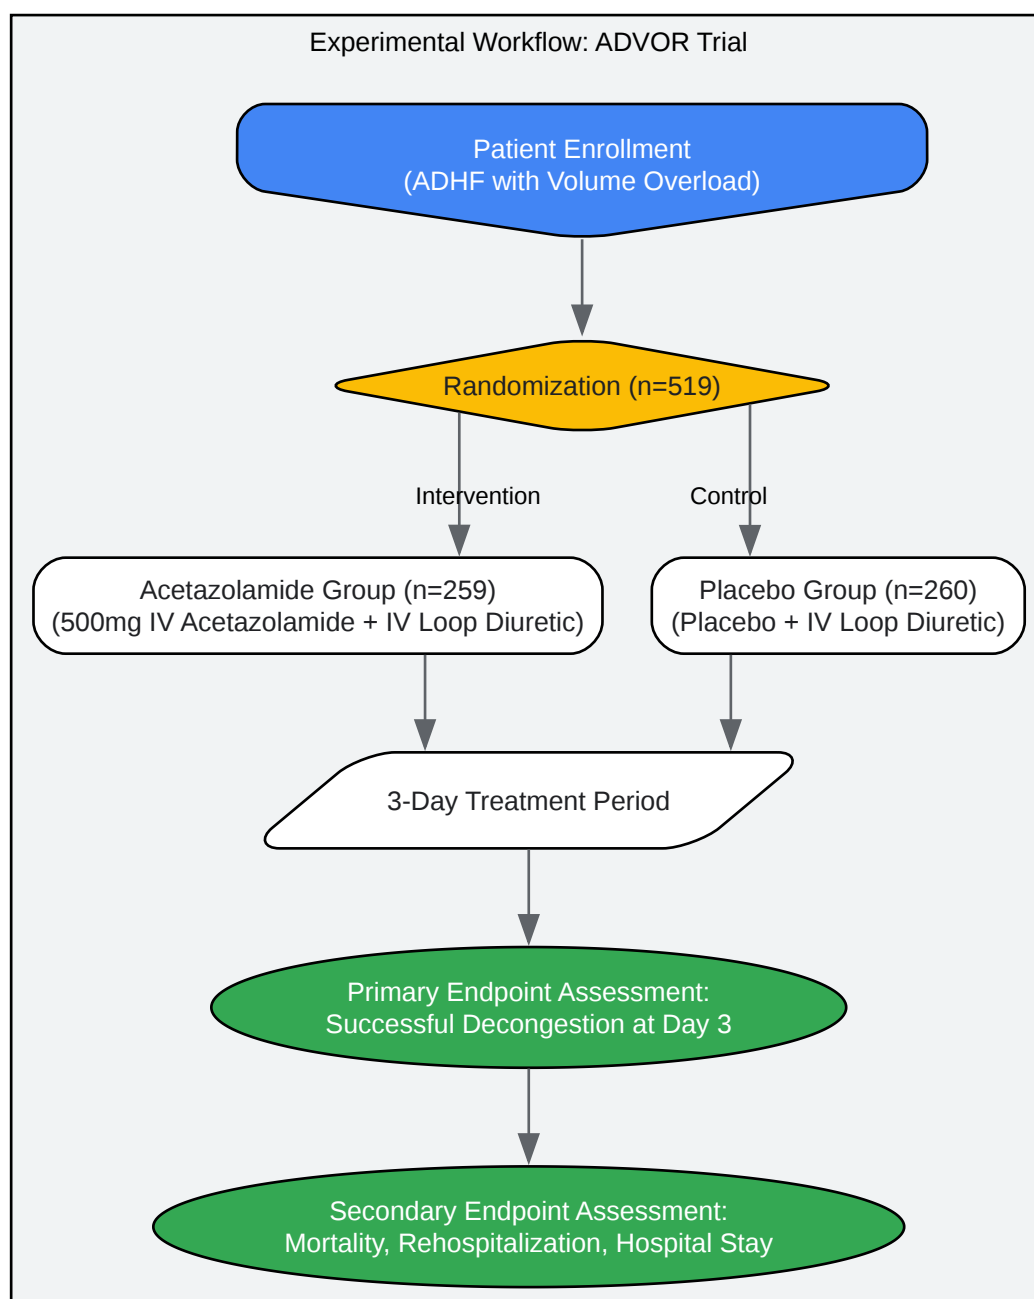 Experimental Workflow: ADVOR Trial
Patient Enrollment
(ADHF with Volume Overload)
Randomization (n=519)
Intervention
Control
Acetazolamide Group (n=259)
(500mg IV Acetazolamide + IV Loop Diuretic)
Placebo Group (n=260)
(Placebo + IV Loop Diuretic)
3-Day Treatment Period
Primary Endpoint Assessment:
Successful Decongestion at Day 3
Secondary Endpoint Assessment:
Mortality, Rehospitalization, Hospital Stay